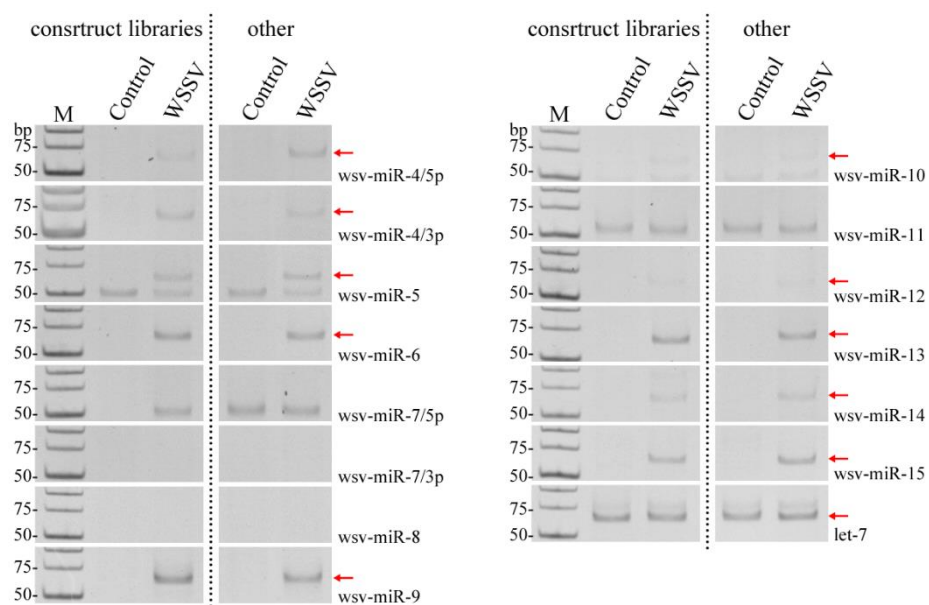 consrtruct libraries other
M Control WSSV Control WSSV
bp
75-
50-
wsv-miR-4/5p
75-
50-
wsv-miR-4/3p
50-
wsv-miR-5
75-
50-
wsv-miR-6
75-
50-
wsv-miR-7/5p
75-
50-
wsv-miR-7/3p
75-
50-
wsv-miR-8
75-
50-
wsv-miR-9
consrtruct libraries other
M Control WSSV Control WSSV
bp
75-
50-
wsv-miR-10
75-
50-
wsv-miR-11
75-
50-
wsv-miR-12
75-
50-
wsv-miR-13
75-
50-
wsv-miR-14
75-
50-
wsv-miR-15
50-
let-7